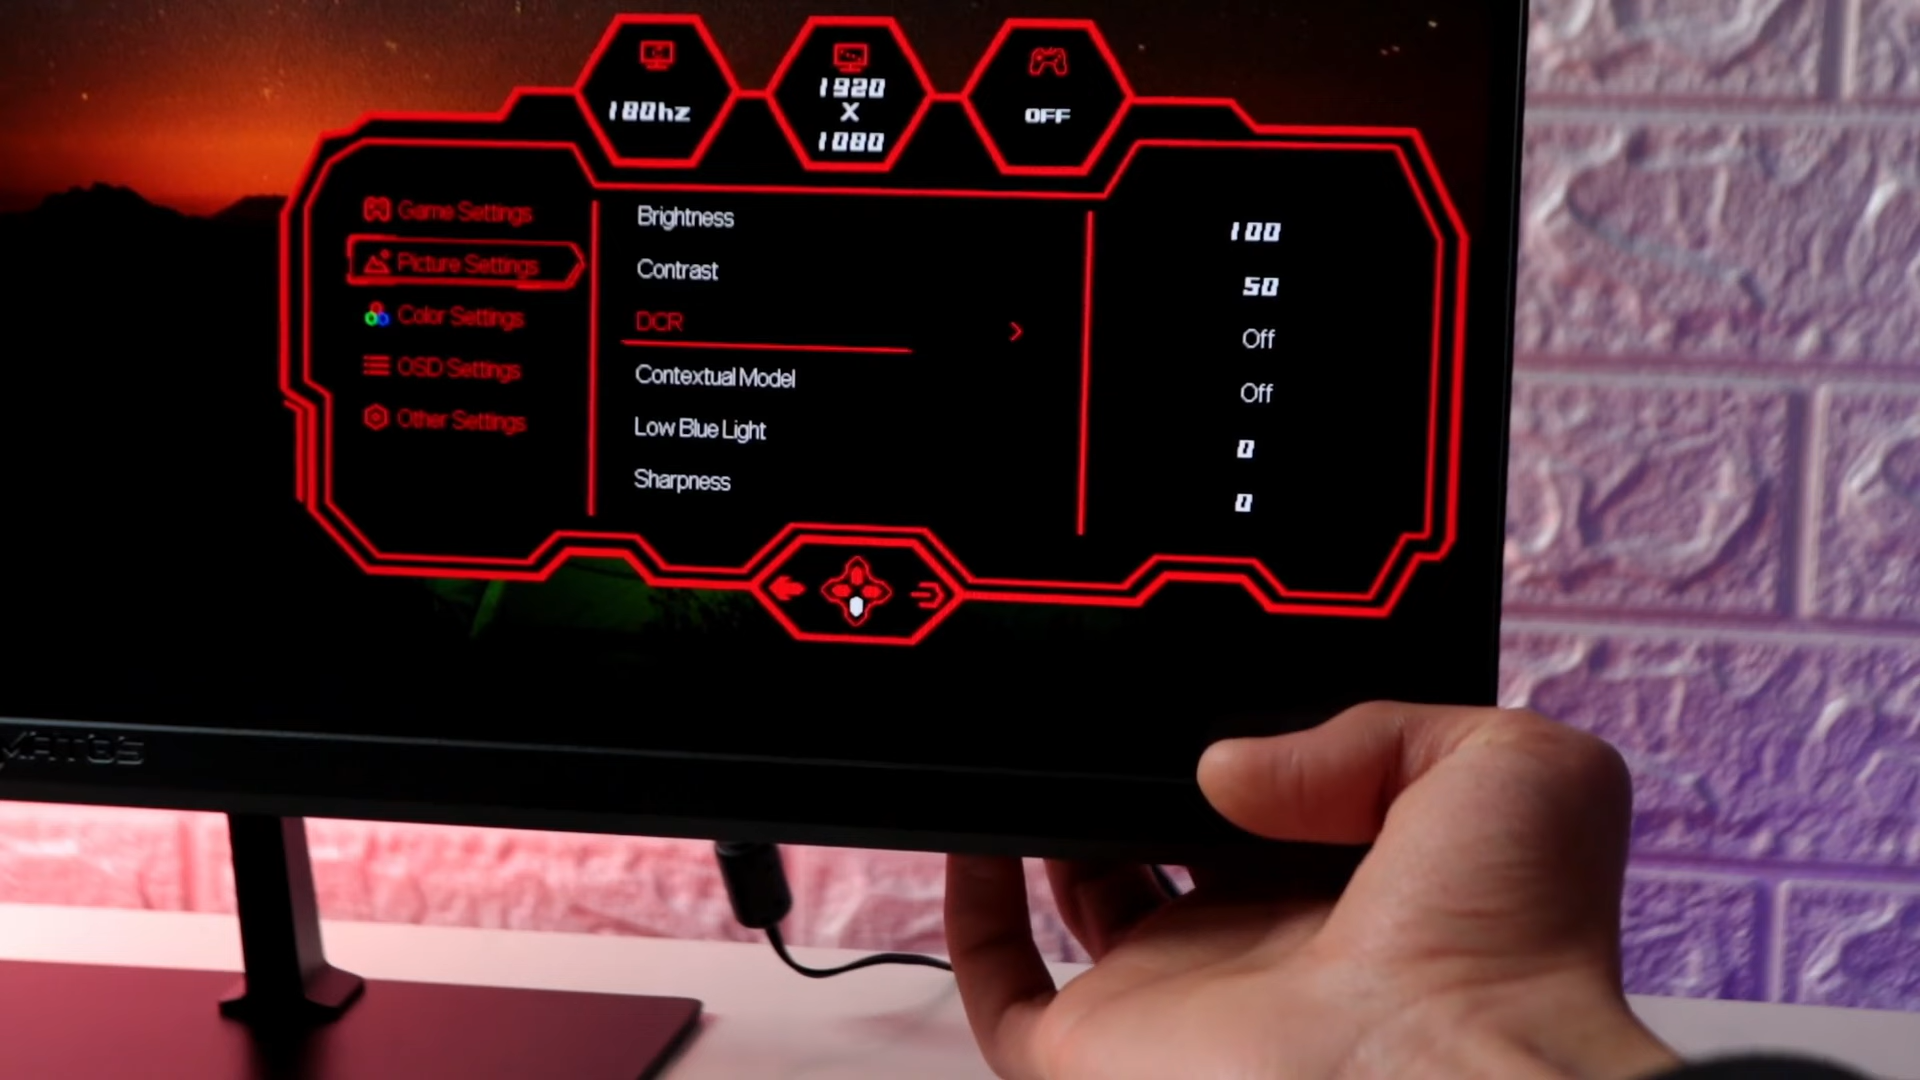 180hz
1920
X
1080
OFF
Game Settings
Picture Settings
Color Settings
OSD Settings
Other Settings
Brightness 100
Contrast 50
DCR Off
Contextual Model Off
Low Blue Light 0
Sharpness 0